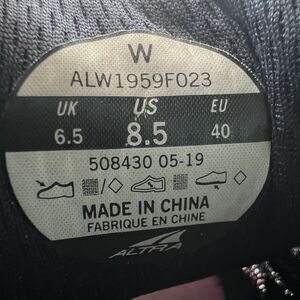 W
ALW1959F023
UK US EU
6.5 8.5 40
508430 05-19
MADE IN CHINA
FABRIQUE EN CHINE
ALTRA